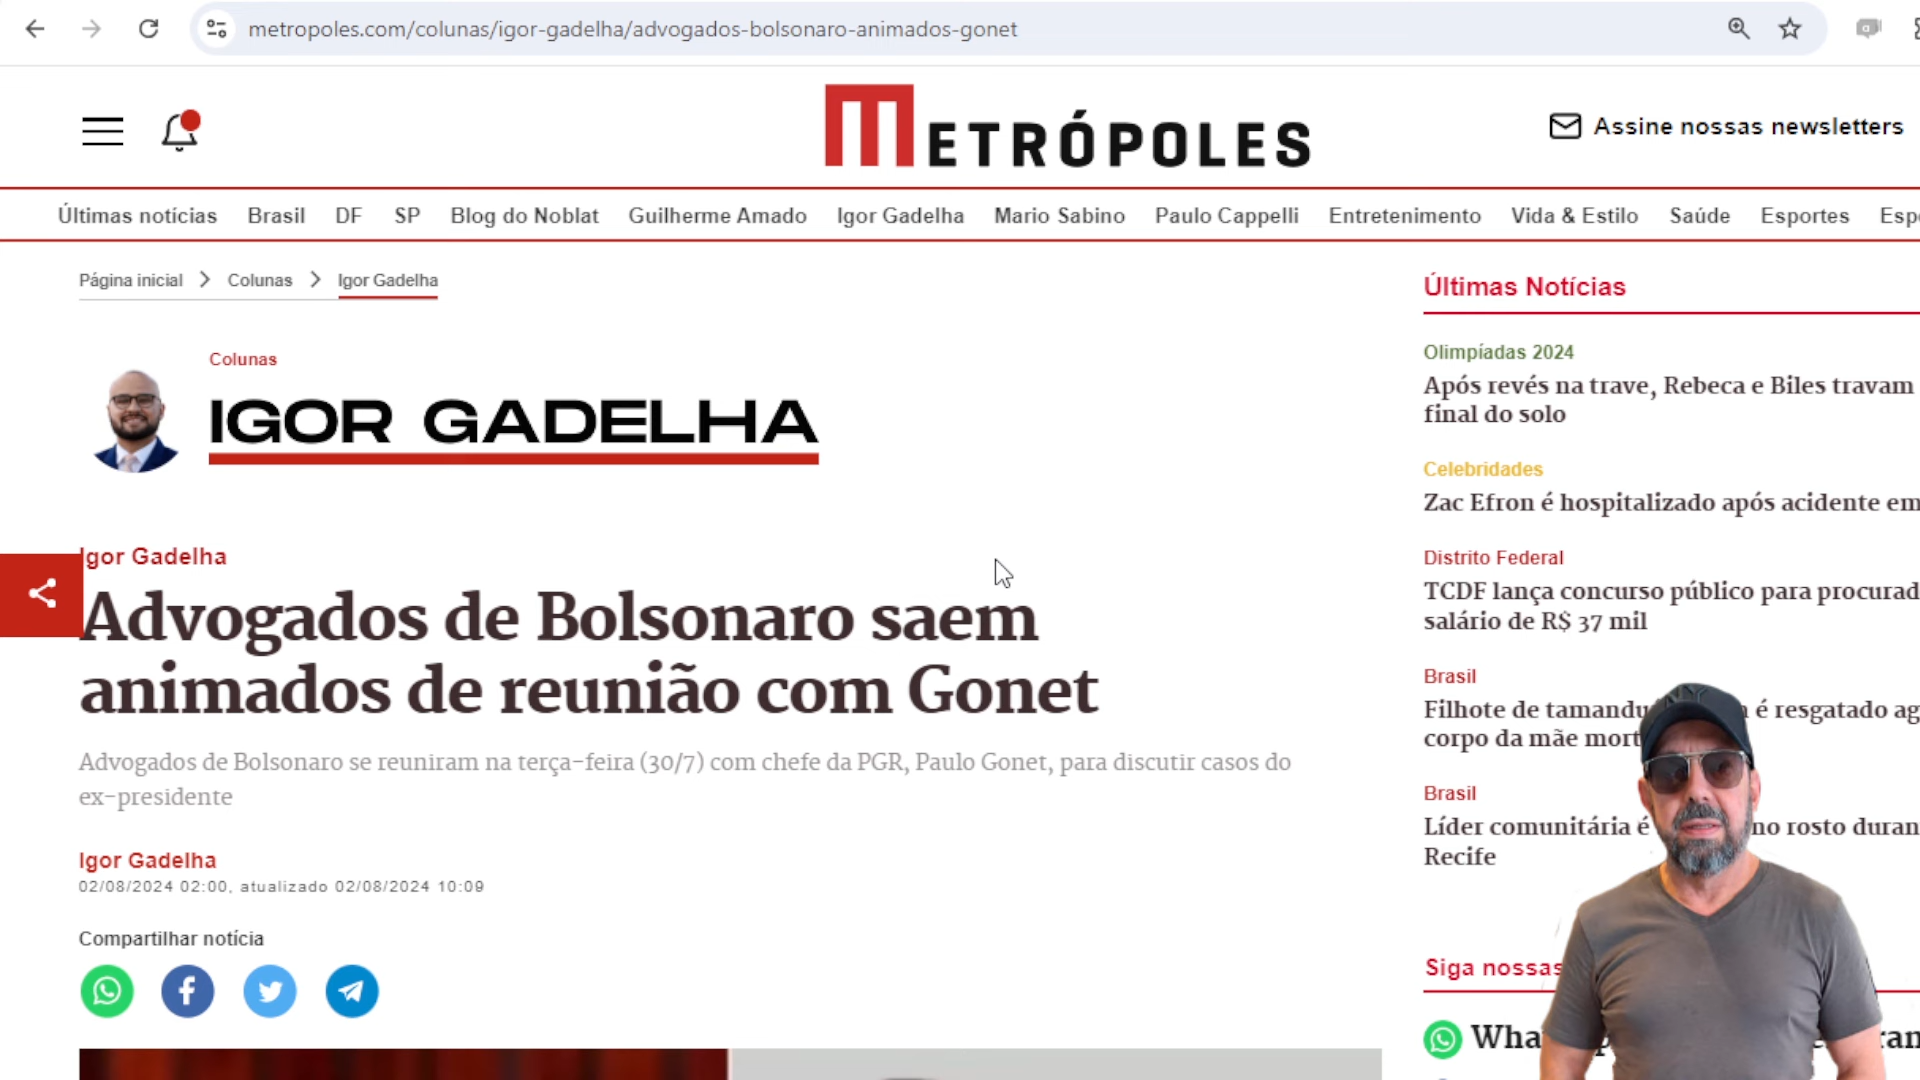 metropoles.com/colunas/igor-gadelha/advogados-bolsonaro-animados-gonet
METRÓPOLES
Assine nossas newsletters
Últimas notícias Brasil DF SP Blog do Noblat Guilherme Amado Igor Gadelha Mario Sabino Paulo Cappelli Entretenimento Vida & Estilo Saúde Esportes Esp
Página inicial > Colunas > Igor Gadelha
Colunas
IGOR GADELHA
Igor Gadelha
Advogados de Bolsonaro saem
animados de reunião com Gonet
Advogados de Bolsonaro se reuniram na terça-feira (30/7) com chefe da PGR, Paulo Gonet, para discutir casos do
ex-presidente
Igor Gadelha
02/08/2024 02:00, atualizado 02/08/2024 10:09
Compartilhar notícia
Últimas Notícias
Olimpíadas 2024
Após revés na trave, Rebeca e Biles travam
final do solo
Celebridades
Zac Efron é hospitalizado após acidente em
Distrito Federal
TCDF lança concurso público para procurad
salário de R$ 37 mil
Brasil
Filhote de tamandu é resgatado ag
corpo da mãe mort
Brasil
Líder comunitária é no rosto duran
Recife
Siga nossas
Wha
NY